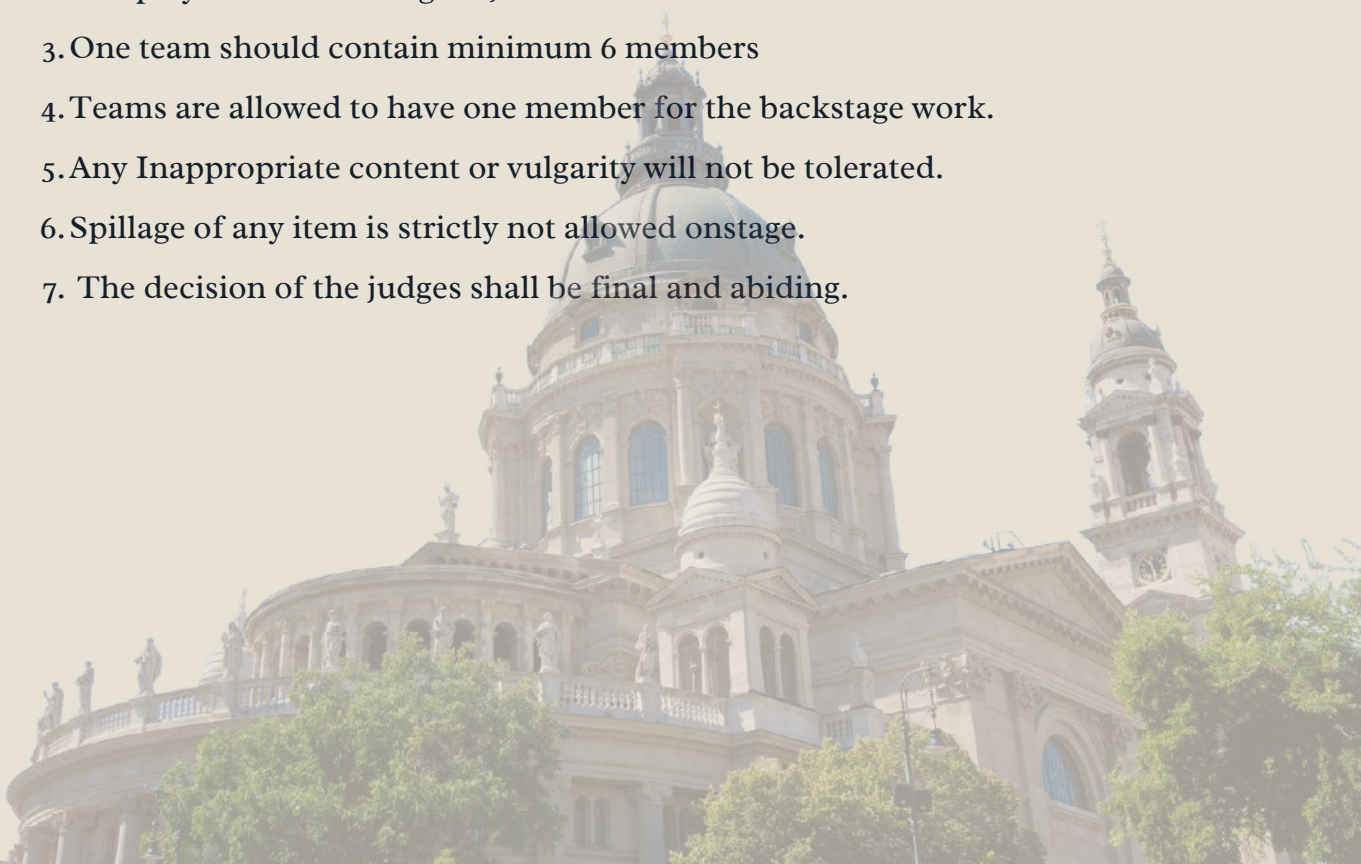 3. One team should contain minimum 6 members
4. Teams are allowed to have one member for the backstage work.
5. Any Inappropriate content or vulgarity will not be tolerated.
6. Spillage of any item is strictly not allowed onstage.
7. The decision of the judges shall be final and abiding.